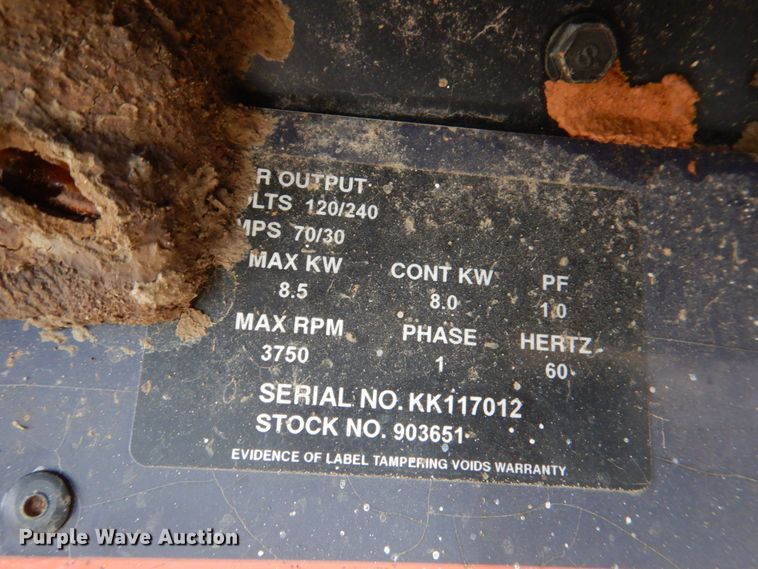 R OUTPUT
OLTS 120/240
MPS 70/30
MAX KW CONT KW PF
8.5 8.0 1.0
MAX RPM PHASE HERTZ
3750 1 60
SERIAL NO. KK117012
STOCK NO. 903651
EVIDENCE OF LABEL TAMPERING VOIDS WARRANTY
Purple Wave Auction